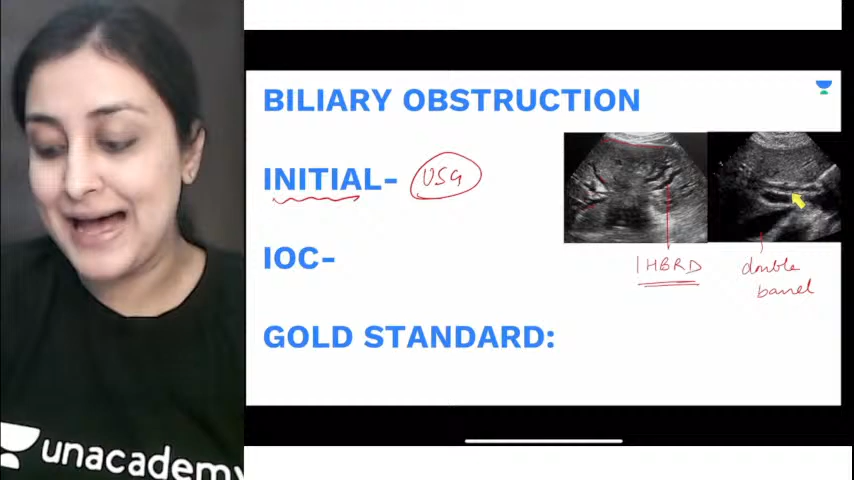 BILIARY OBSTRUCTION
INITIAL- USG
IOC-
IHBRD
double
barrel
GOLD STANDARD:
unacademy